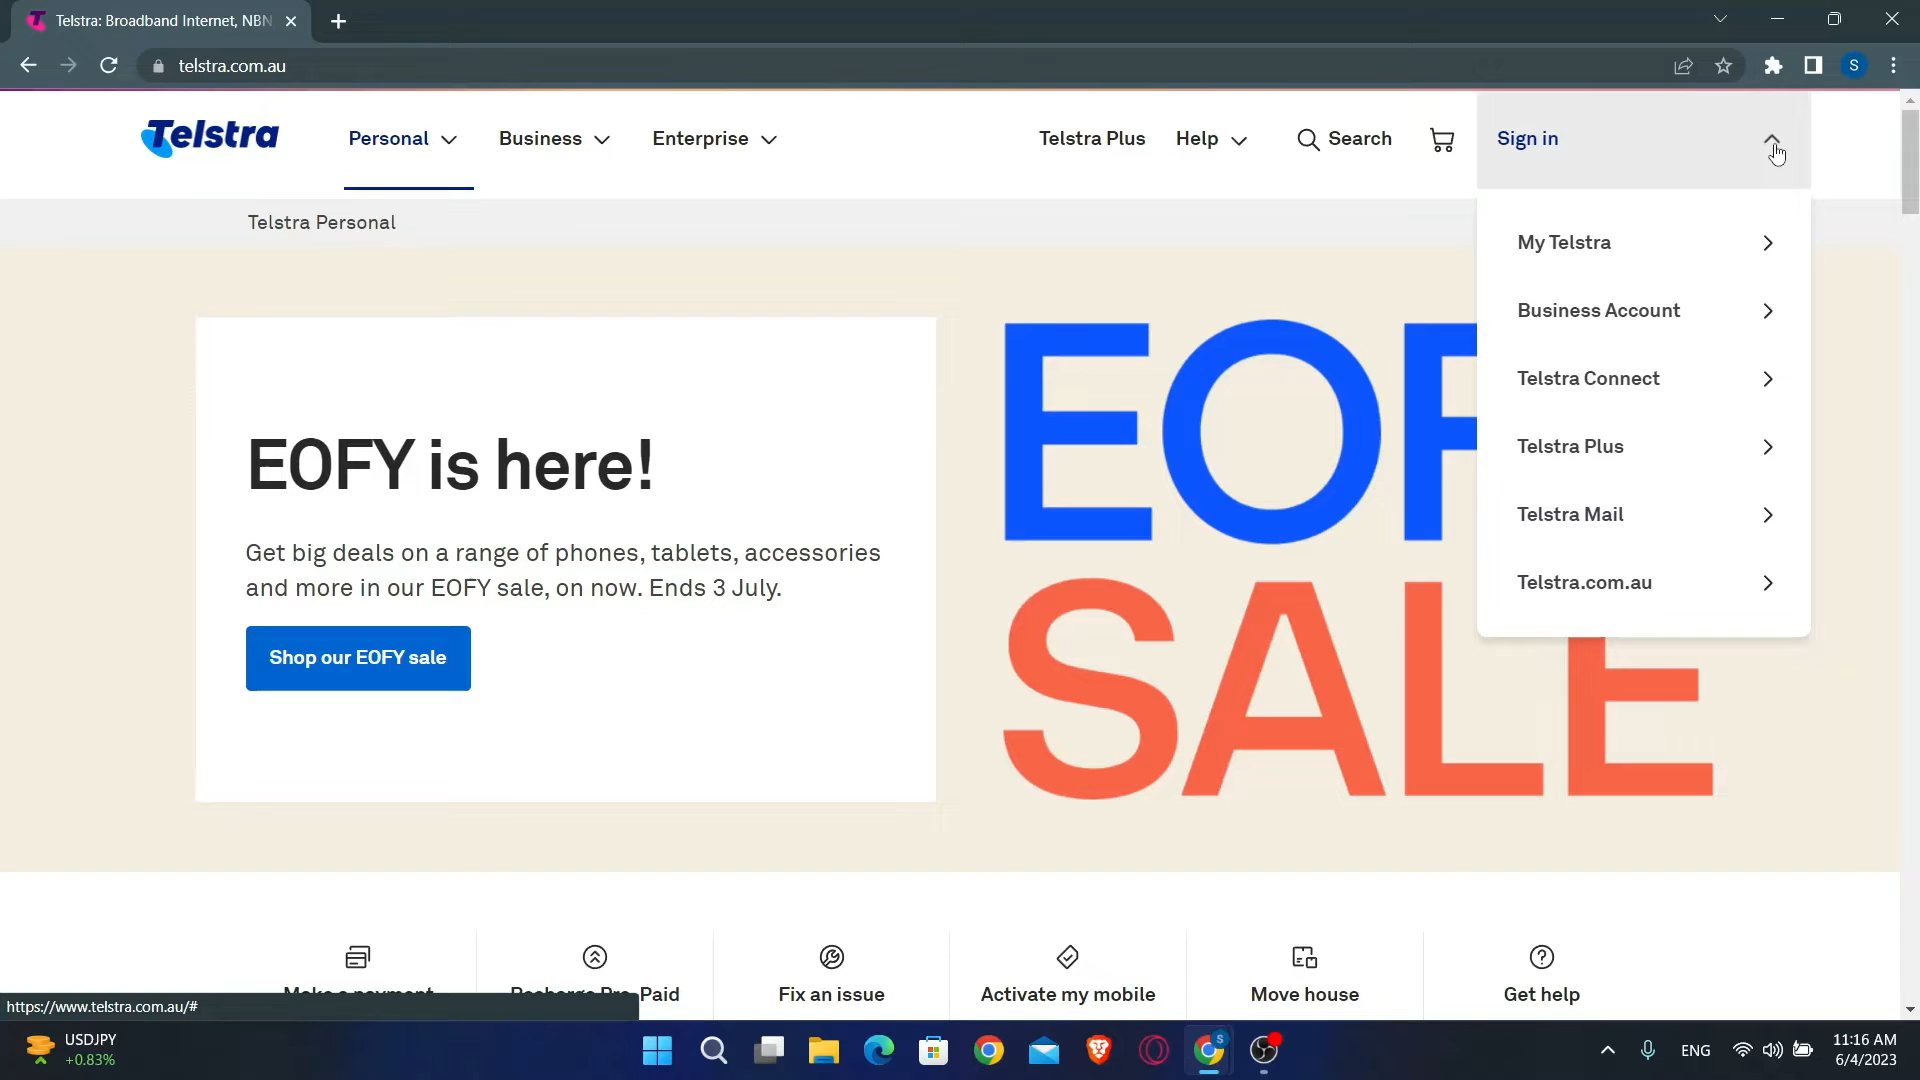 Telstra: Broadband Internet, NBN
telstra.com.au
S
Telstra
Personal
Business
Enterprise
Telstra Plus
Help
Search
Sign in
Telstra Personal
My Telstra
Business Account
Telstra Connect
Telstra Plus
Telstra Mail
Telstra.com.au
EOFY is here!
Get big deals on a range of phones, tablets, accessories
and more in our EOFY sale, on now. Ends 3 July.
Shop our EOFY sale
EOF
SALE
Make a payment
Recharge Pre-Paid
Fix an issue
Activate my mobile
Move house
Get help
https://www.telstra.com.au/#
USDJPY
+0.83%
S
ENG
11:16 AM
6/4/2023